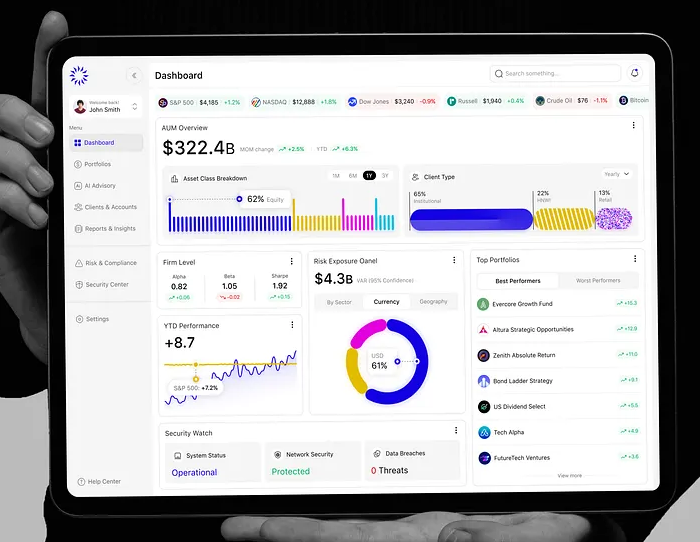 Dashboard
Search something...
Welcome back!
John Smith
S&P 500 $4,185 +1.2%
NASDAQ $12,888 +1.8%
Dow Jones $3,240 -0.9%
Russell $1,940 +0.4%
Crude Oil $76 -1.1%
Bitcoin
Menu
Dashboard
Portfolios
AI Advisory
Clients & Accounts
Reports & Insights
Risk & Compliance
Security Center
Settings
Help Center
AUM Overview
$322.4B MOM change +2.5% YTD +6.3%
Asset Class Breakdown
1M 6M 1Y 5Y
62% Equity
Client Type
Yearly
65%
Institutional
22%
HNWI
13%
Retail
Firm Level
Alpha
0.82
+0.06
Beta
1.05
-0.02
Sharpe
1.92
+0.15
YTD Performance
+8.7
S&P 500: +7.2%
Risk Exposure Oanel
$4.3B VAR (95% Confidence)
By Sector Currency Geography
USD
61%
Top Portfolios
Best Performers Worst Performers
Evercore Growth Fund +15.3
Altura Strategic Opportunities +12.9
Zenith Absolute Return +11.0
Bond Ladder Strategy +9.1
US Dividend Select +5.5
Tech Alpha +4.9
FutureTech Ventures +3.6
View more
Security Watch
System Status
Operational
Network Security
Protected
Data Breaches
0 Threats